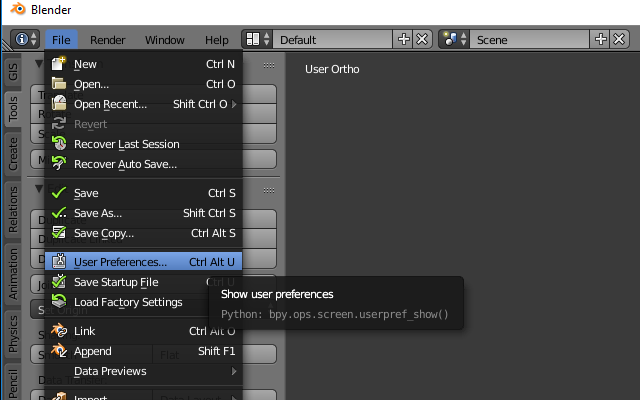 Blender
File Render Window Help Default Scene
User Ortho
GIS
Tools
Create
Relations
Animation
Physics
Pencil
New Ctrl N
Open... Ctrl O
Open Recent... Shift Ctrl O
Revert
Recover Last Session
Recover Auto Save...
Save Ctrl S
Save As... Shift Ctrl S
Save Copy... Ctrl Alt S
User Preferences... Ctrl Alt U
Save Startup File Ctrl U
Load Factory Settings
Link Ctrl Alt O
Append Shift F1
Data Previews
Import
Show user preferences
Python: bpy.ops.screen.userpref_show()